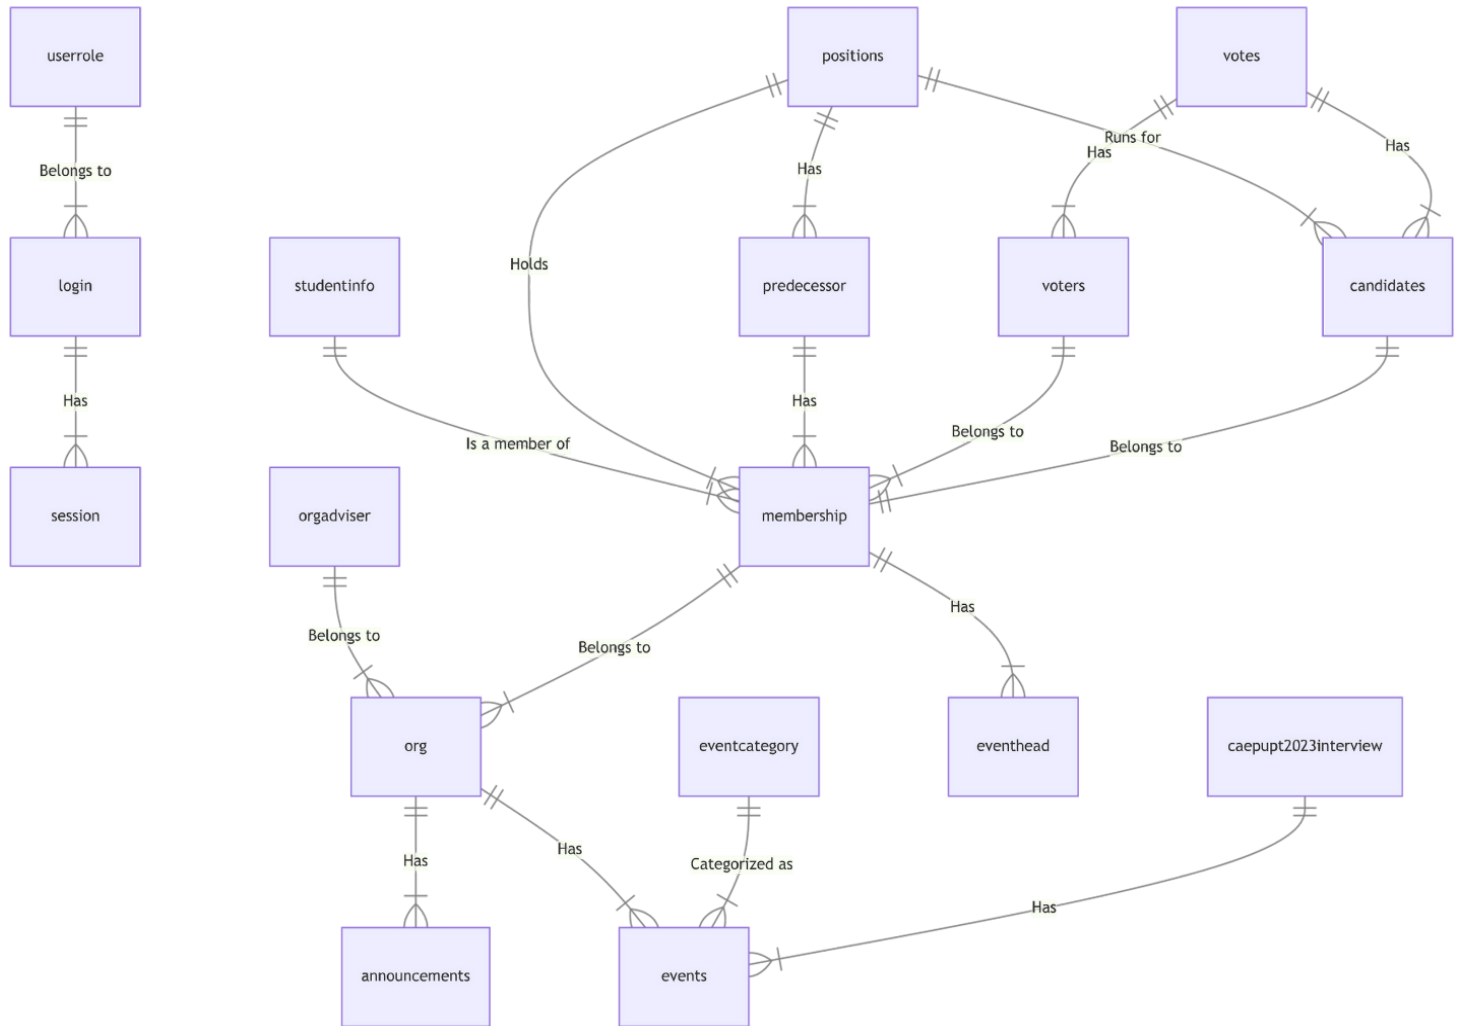 userrole
positions
votes
Runs for
Has
Has
Has
Belongs to
Holds
login
studentinfo
predecessor
voters
candidates
Has
Has
Belongs to
Is a member of
Belongs to
session
orgadviser
membership
Has
Belongs to
Belongs to
org
eventcategory
eventhead
caepupt2023interview
Has
Has
Categorized as
Has
announcements
events